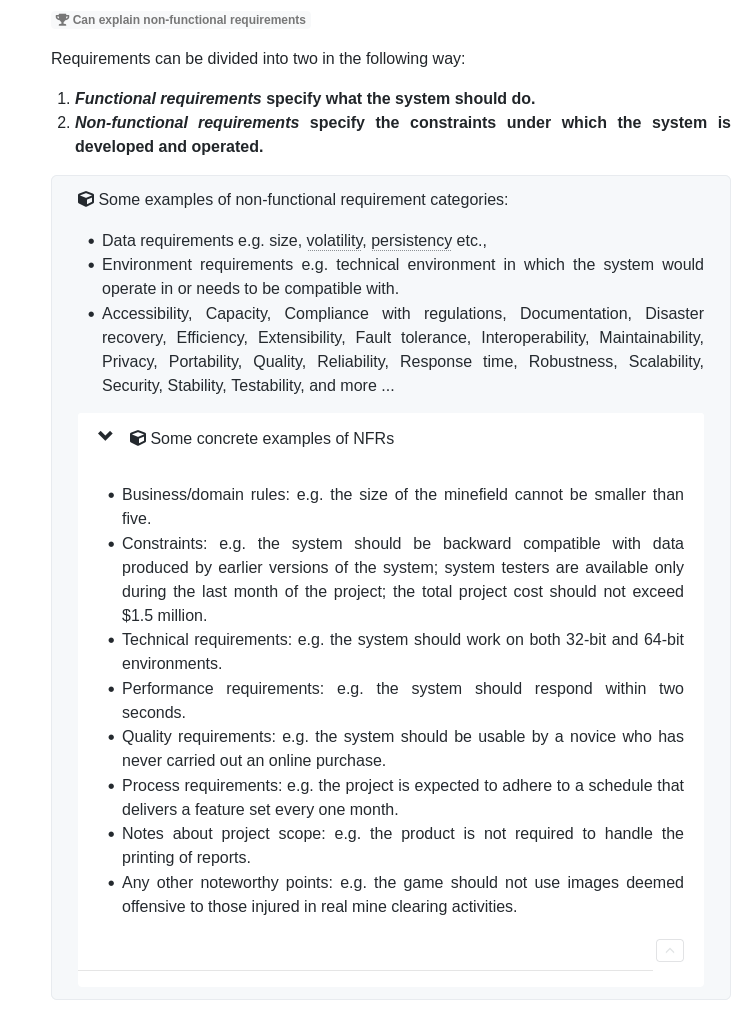 Can explain non-functional requirements
Requirements can be divided into two in the following way:
1. Functional requirements specify what the system should do.
2. Non-functional requirements specify the constraints under which the system is
developed and operated.
Some examples of non-functional requirement categories:
• Data requirements e.g. size, volatility, persistency etc.,
• Environment requirements e.g. technical environment in which the system would
operate in or needs to be compatible with.
• Accessibility, Capacity, Compliance with regulations, Documentation, Disaster
recovery, Efficiency, Extensibility, Fault tolerance, Interoperability, Maintainability,
Privacy, Portability, Quality, Reliability, Response time, Robustness, Scalability,
Security, Stability, Testability, and more ...
Some concrete examples of NFRs
• Business/domain rules: e.g. the size of the minefield cannot be smaller than
five.
• Constraints: e.g. the system should be backward compatible with data
produced by earlier versions of the system; system testers are available only
during the last month of the project; the total project cost should not exceed
$1.5 million.
• Technical requirements: e.g. the system should work on both 32-bit and 64-bit
environments.
• Performance requirements: e.g. the system should respond within two
seconds.
• Quality requirements: e.g. the system should be usable by a novice who has
never carried out an online purchase.
• Process requirements: e.g. the project is expected to adhere to a schedule that
delivers a feature set every one month.
• Notes about project scope: e.g. the product is not required to handle the
printing of reports.
• Any other noteworthy points: e.g. the game should not use images deemed
offensive to those injured in real mine clearing activities.